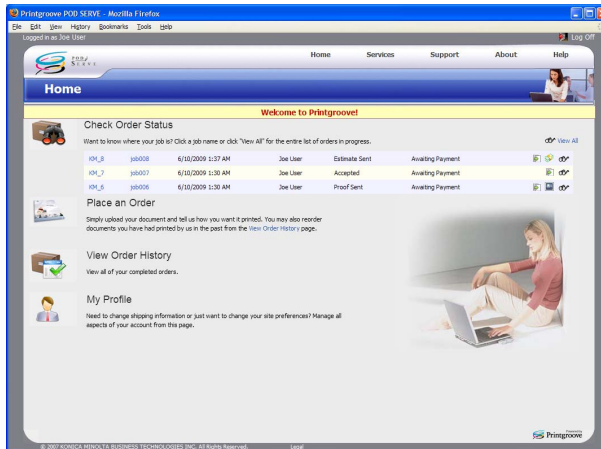 Printgroove POD SERVE - Mozilla Firefox
File Edit View History Bookmarks Tools Help
Logged in as Joe User Log Off
POD SERVE
Home Services Support About Help
Home
Welcome to Printgroove!
Check Order Status
Want to know where your job is? Click a job name or click "View All" for the entire list of orders in progress. View All
KM_8 job008 6/10/2009 1:37 AM Joe User Estimate Sent Awaiting Payment
KM_7 job007 6/10/2009 1:30 AM Joe User Accepted Awaiting Payment
KM_6 job006 6/10/2009 1:30 AM Joe User Proof Sent Awaiting Payment
Place an Order
Simply upload your document and tell us how you want it printed. You may also reorder
documents you have had printed by us in the past from the View Order History page.
View Order History
View all of your completed orders.
My Profile
Need to change shipping information or just want to change your site preferences? Manage all
aspects of your account from this page.
Powered by
Printgroove
© 2007 KONICA MINOLTA BUSINESS TECHNOLOGIES INC. All Rights Reserved. Legal